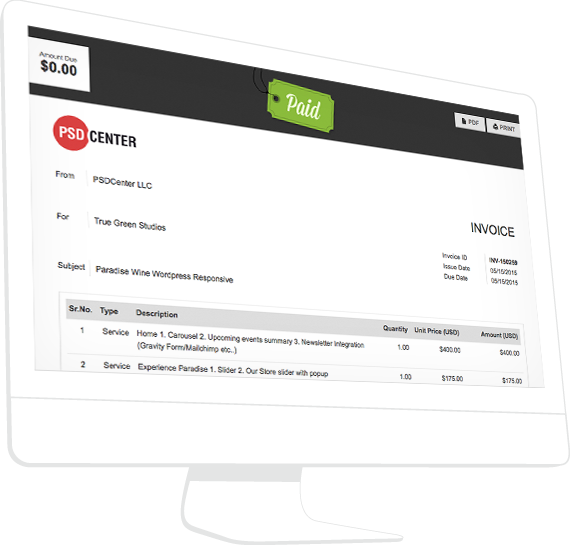 Amount Due
$0.00
Paid
PDF
PRINT
PSD CENTER
From PSDCenter LLC
For True Green Studios
INVOICE
Invoice ID INV-150259
Issue Date 05/15/2015
Due Date 05/15/2015
Subject Paradise Wine Wordpress Responsive
Sr.No. Type Description Quantity Unit Price (USD) Amount (USD)
1 Service Home 1. Carousel 2. Upcoming events summary 3. Newsletter Integration 1.00 $400.00 $400.00
(Gravity Form/Mailchimp etc..)
2 Service Experience Paradise 1. Slider 2. Our Store slider with popup 1.00 $175.00 $175.00